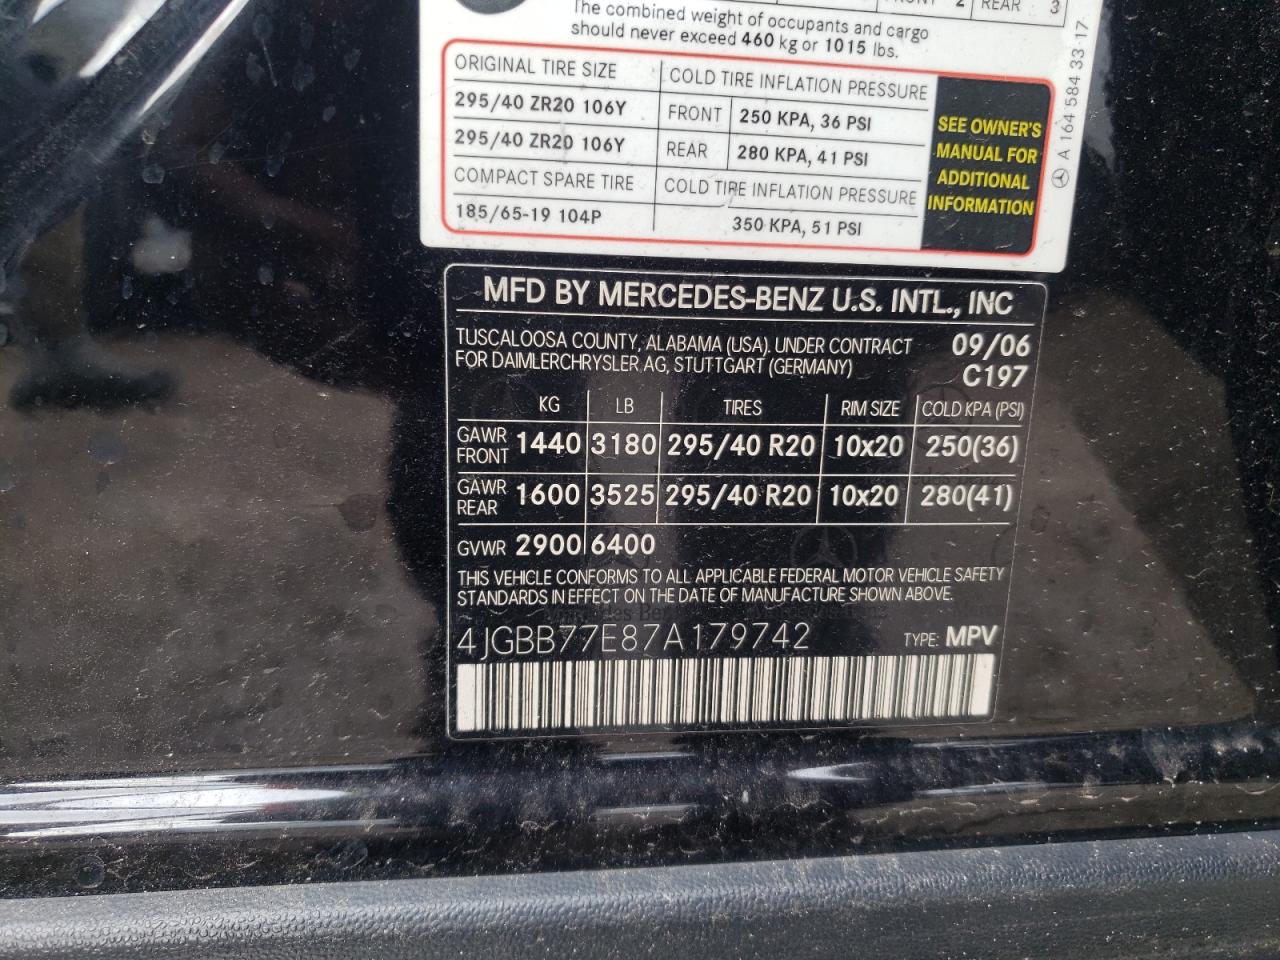 2 REAR 3
The combined weight of occupants and cargo
should never exceed 460 kg or 1015 lbs.
ORIGINAL TIRE SIZE COLD TIRE INFLATION PRESSURE
295/40 ZR20 106Y FRONT 250 KPA, 36 PSI
295/40 ZR20 106Y REAR 280 KPA, 41 PSI
COMPACT SPARE TIRE COLD TIRE INFLATION PRESSURE
185/65-19 104P 350 KPA, 51 PSI
SEE OWNER'S
MANUAL FOR
ADDITIONAL
INFORMATION
A 164 584 33 17
MFD BY MERCEDES-BENZ U.S. INTL., INC
TUSCALOOSA COUNTY, ALABAMA (USA). UNDER CONTRACT 09/06
FOR DAIMLERCHRYSLER AG, STUTTGART (GERMANY) C197
KG LB TIRES RIM SIZE COLD KPA (PSI)
GAWR FRONT 1440 3180 295/40 R20 10x20 250(36)
GAWR REAR 1600 3525 295/40 R20 10x20 280(41)
GVWR 2900 6400
THIS VEHICLE CONFORMS TO ALL APPLICABLE FEDERAL MOTOR VEHICLE SAFETY
STANDARDS IN EFFECT ON THE DATE OF MANUFACTURE SHOWN ABOVE.
4JGBB77E87A179742 TYPE: MPV